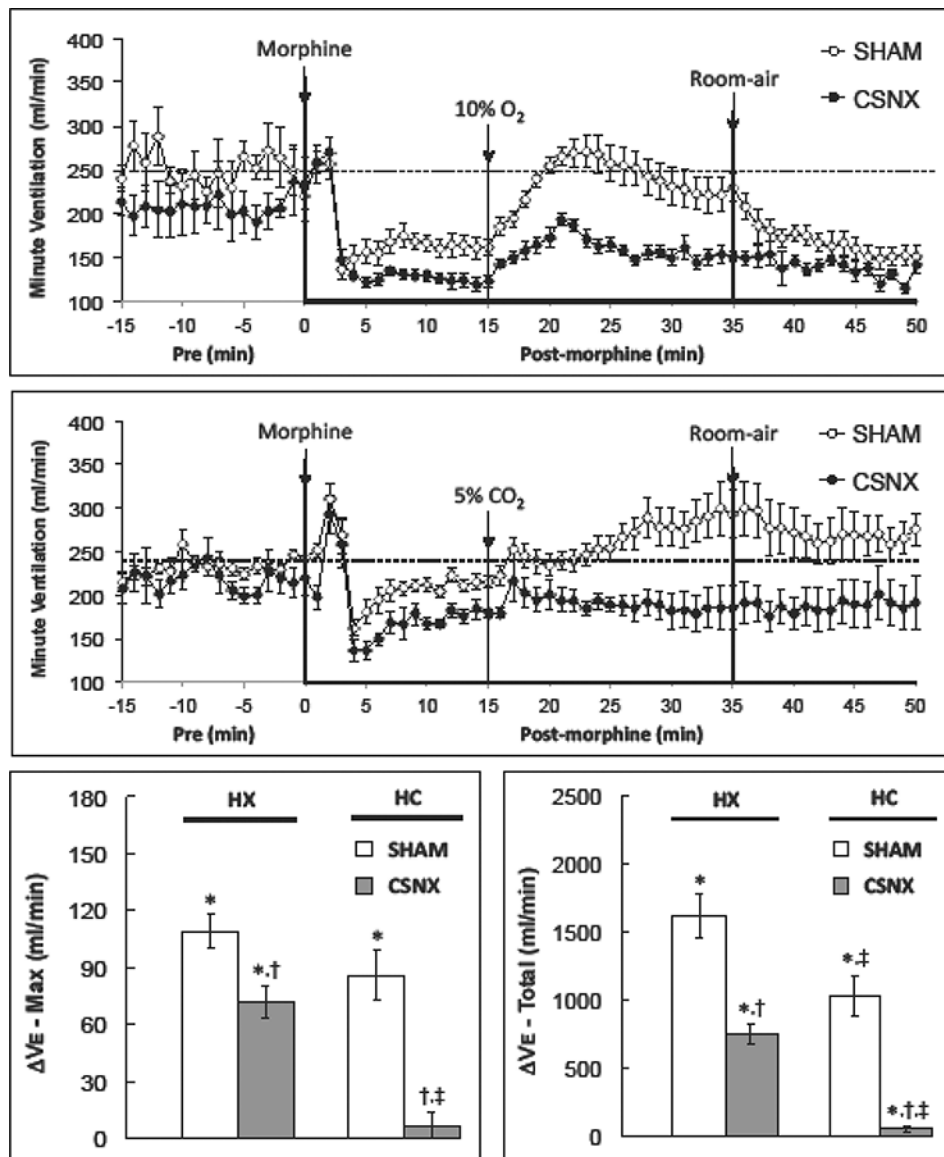 Minute Ventilation (ml/min)
400
350
300
250
200
150
100
Morphine
10% O₂
Room-air
SHAM
CSNX
-15 -10 -5 0 5 10 15 20 25 30 35 40 45 50
Pre (min)
Post-morphine (min)
Minute Ventilation (ml/min)
400
350
300
250
200
150
100
Morphine
5% CO₂
Room-air
SHAM
CSNX
-15 -10 -5 0 5 10 15 20 25 30 35 40 45 50
Pre (min)
Post-morphine (min)
ΔVE - Max (ml/min)
180
150
120
90
60
30
0
HX
HC
SHAM
CSNX
*
*,†
*
†,‡
ΔVE - Total (ml/min)
2500
2000
1500
1000
500
0
HX
HC
SHAM
CSNX
*
*,†
*,‡
*,†,‡